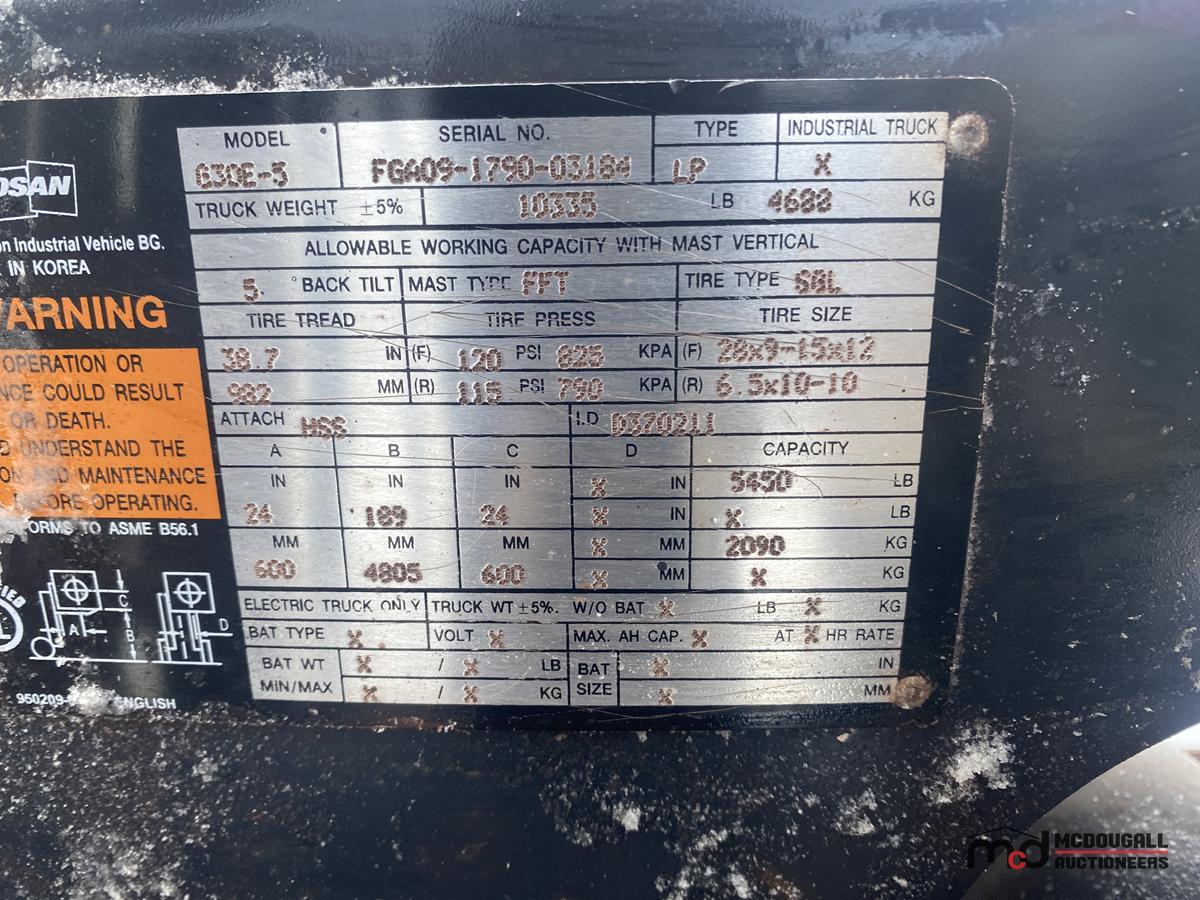 MODEL SERIAL NO. TYPE INDUSTRIAL TRUCK
G30E-5 FGA09-1790-03184 LP X
TRUCK WEIGHT ±5% 10335 LB 4688 KG
OSAN
on Industrial Vehicle BG.
IN KOREA
ALLOWABLE WORKING CAPACITY WITH MAST VERTICAL
5 °BACK TILT MAST TYPE FFT TIRE TYPE
TIRE TREAD TIRE PRESS TIRE SIZE
38.7 IN (F) 120 PSI 825 KPA (F) 28x9-15x12
982 MM (R) 115 PSI 790 KPA (R) 6.5x10-10
ARNING
OPERATION OR
NCE COULD RESULT
OR DEATH.
D UNDERSTAND THE
ON AND MAINTENANCE
BEFORE OPERATING.
ORMS TO ASME B56.1
ATTACH HSS I.D 0370211
A B C D CAPACITY
IN IN IN X IN 5450 LB
24 189 24 X IN X LB
MM MM MM X MM 2090 KG
600 4805 600 X MM X KG
ELECTRIC TRUCK ONLY TRUCK WT ±5%. W/O BAT X LB X KG
BAT TYPE X VOLT X MAX. AH CAP. X AT X HR RATE
BAT WT X / X LB BAT X IN
MIN/MAX X / X KG SIZE X MM
A B C D
950209- ENGLISH
mcd MCDOUGALL
AUCTIONEERS